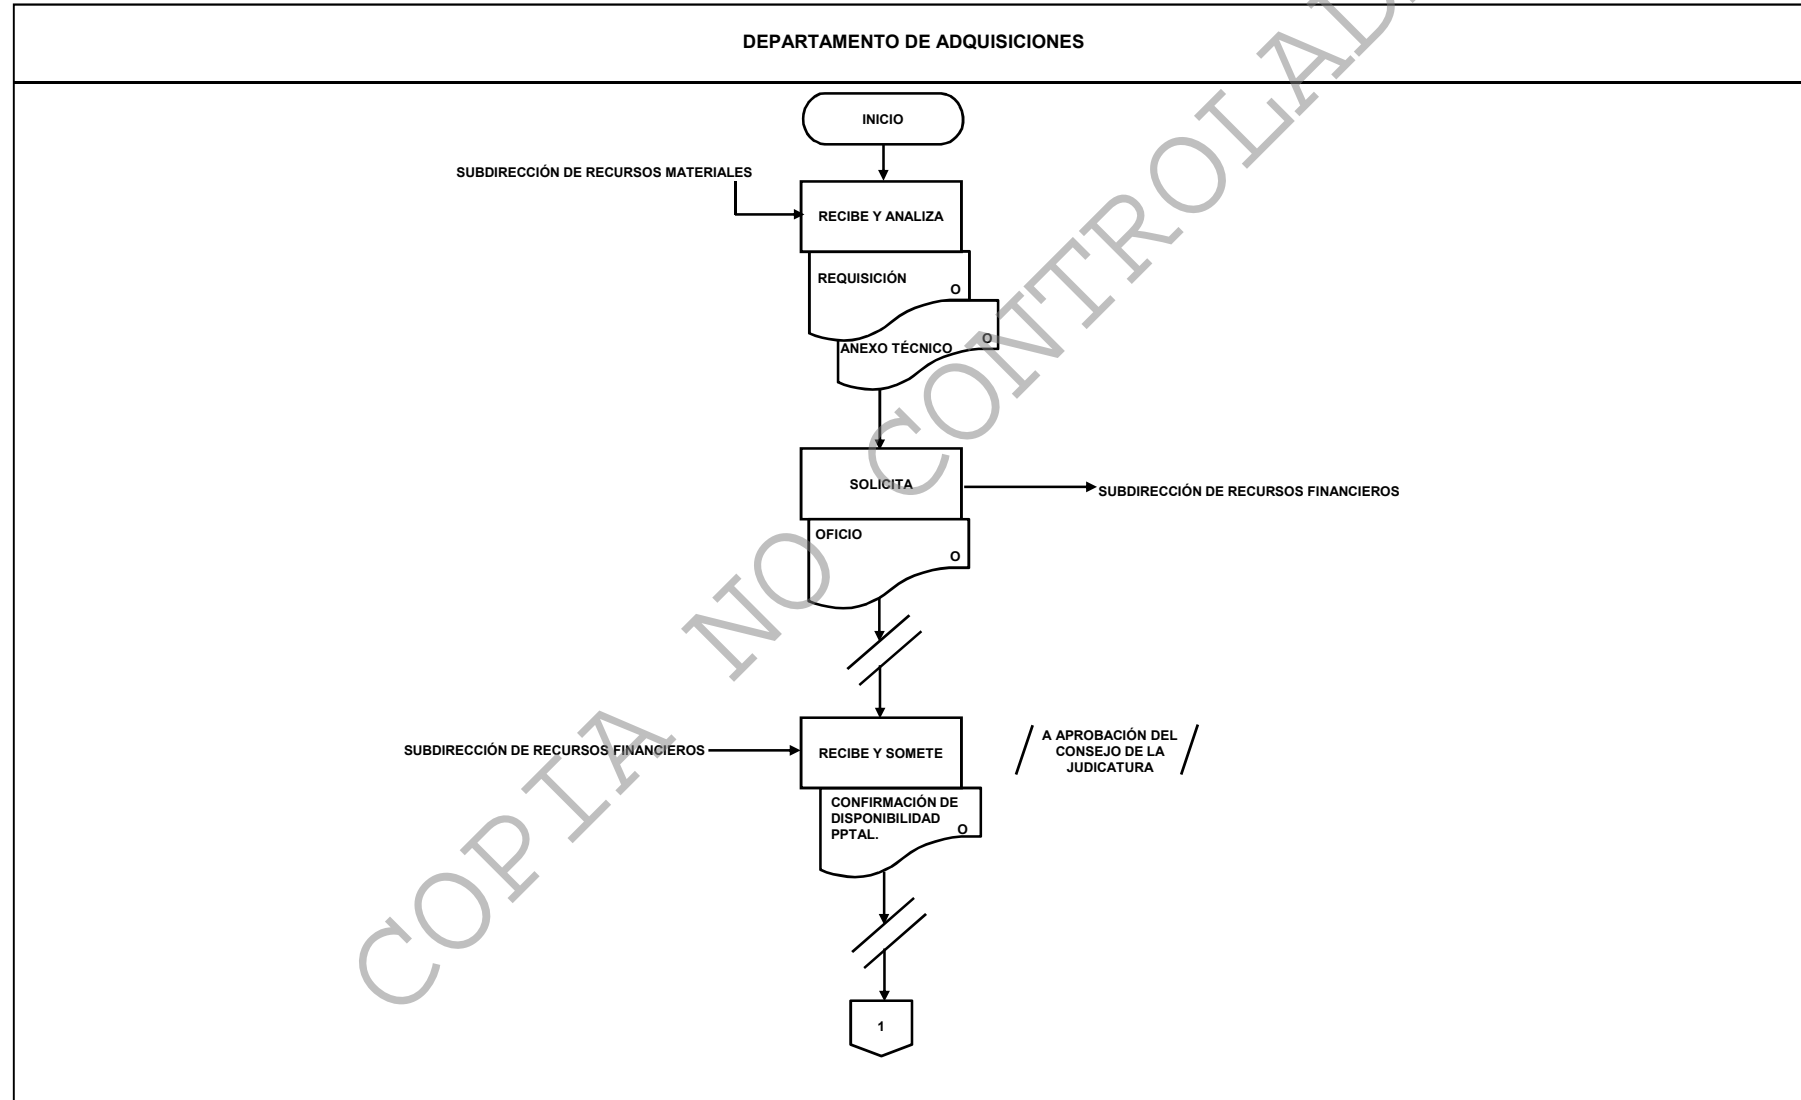 DEPARTAMENTO DE ADQUISICIONES
INICIO
SUBDIRECCIÓN DE RECURSOS MATERIALES
RECIBE Y ANALIZA
REQUISICIÓN
O
O
ANEXO TÉCNICO
SOLICITA
SUBDIRECCIÓN DE RECURSOS FINANCIEROS
OFICIO
O
SUBDIRECCIÓN DE RECURSOS FINANCIEROS
RECIBE Y SOMETE
A APROBACIÓN DEL
CONSEJO DE LA
JUDICATURA
CONFIRMACIÓN DE
DISPONIBILIDAD
PPTAL.
O
1
COPIA NO CONTROLAD